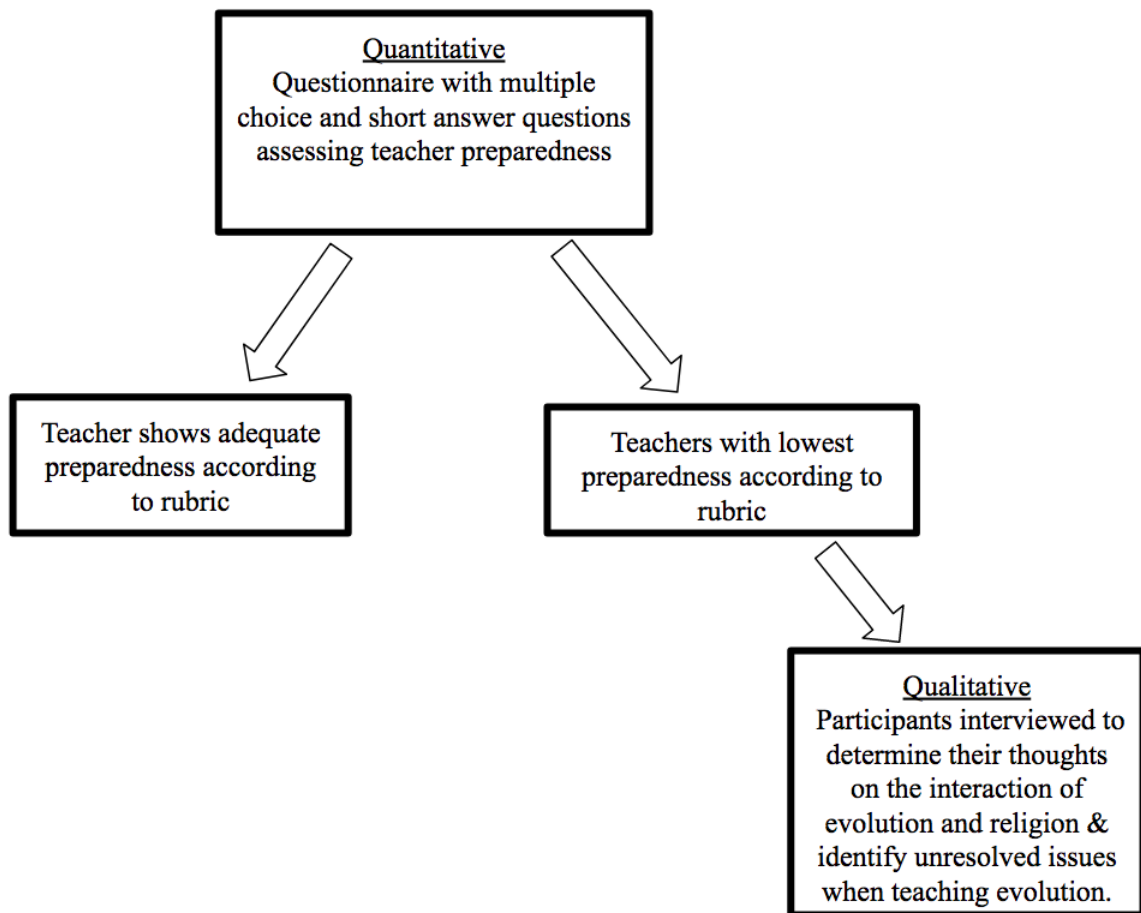 Quantitative
Questionnaire with multiple
choice and short answer questions
assessing teacher preparedness
Teacher shows adequate
preparedness according
to rubric
Teachers with lowest
preparedness according to
rubric
Qualitative
Participants interviewed to
determine their thoughts
on the interaction of
evolution and religion &
identify unresolved issues
when teaching evolution.